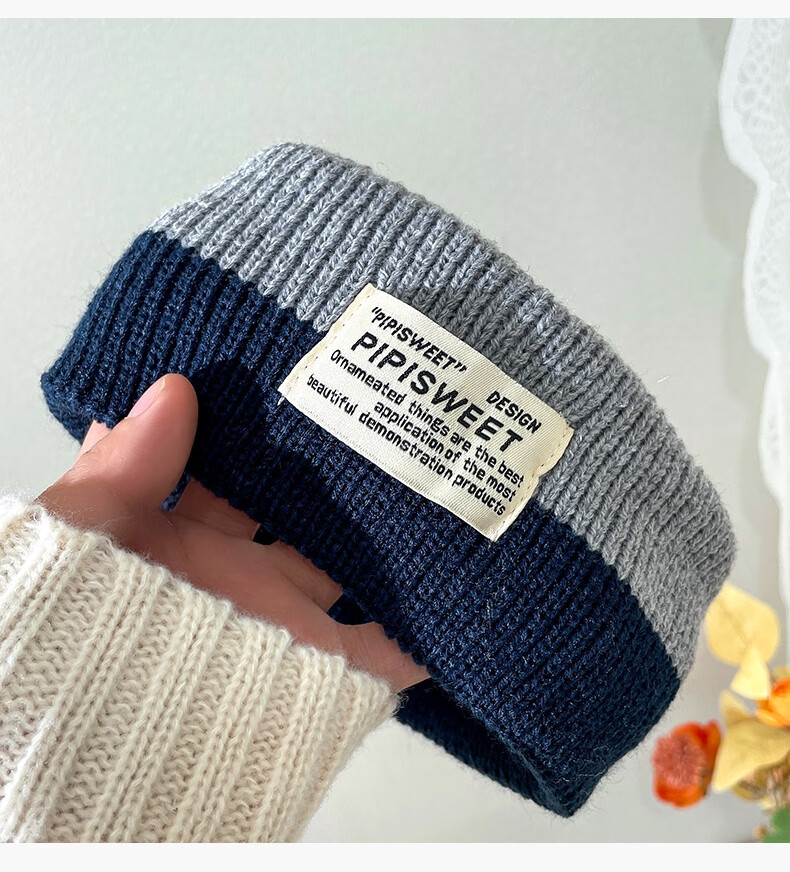 "PIPISWEET" DESIGN
PIPISWEET
Ornameated things are the best
application of the most
beautiful demonstration products